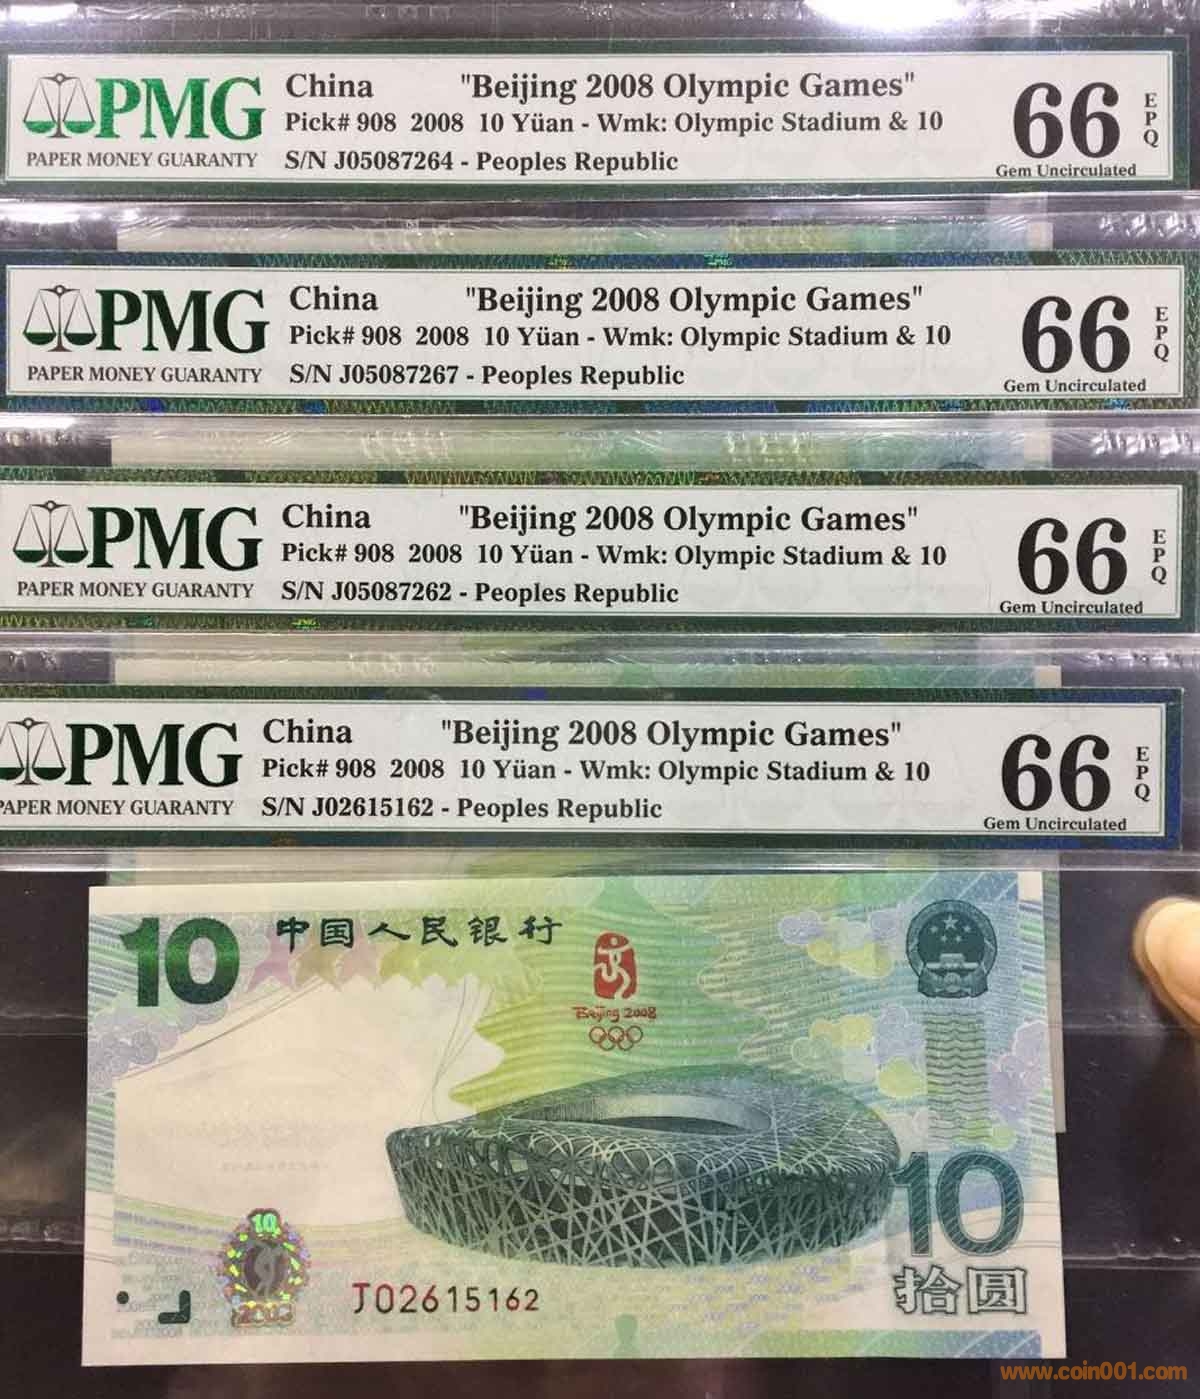 PMG
PAPER MONEY GUARANTY
China "Beijing 2008 Olympic Games"
Pick# 908 2008 10 Yüan - Wmk: Olympic Stadium & 10
S/N J05087264 - Peoples Republic
66
EPQ
Gem Uncirculated
PMG
PAPER MONEY GUARANTY
China "Beijing 2008 Olympic Games"
Pick# 908 2008 10 Yüan - Wmk: Olympic Stadium & 10
S/N J05087267 - Peoples Republic
66
EPQ
Gem Uncirculated
PMG
PAPER MONEY GUARANTY
China "Beijing 2008 Olympic Games"
Pick# 908 2008 10 Yüan - Wmk: Olympic Stadium & 10
S/N J05087262 - Peoples Republic
66
EPQ
Gem Uncirculated
PMG
PAPER MONEY GUARANTY
China "Beijing 2008 Olympic Games"
Pick# 908 2008 10 Yüan - Wmk: Olympic Stadium & 10
S/N J02615162 - Peoples Republic
66
EPQ
Gem Uncirculated
10 中国人民银行
Beijing 2008
10
10
2008
J02615162
拾圆
www.coin001.com